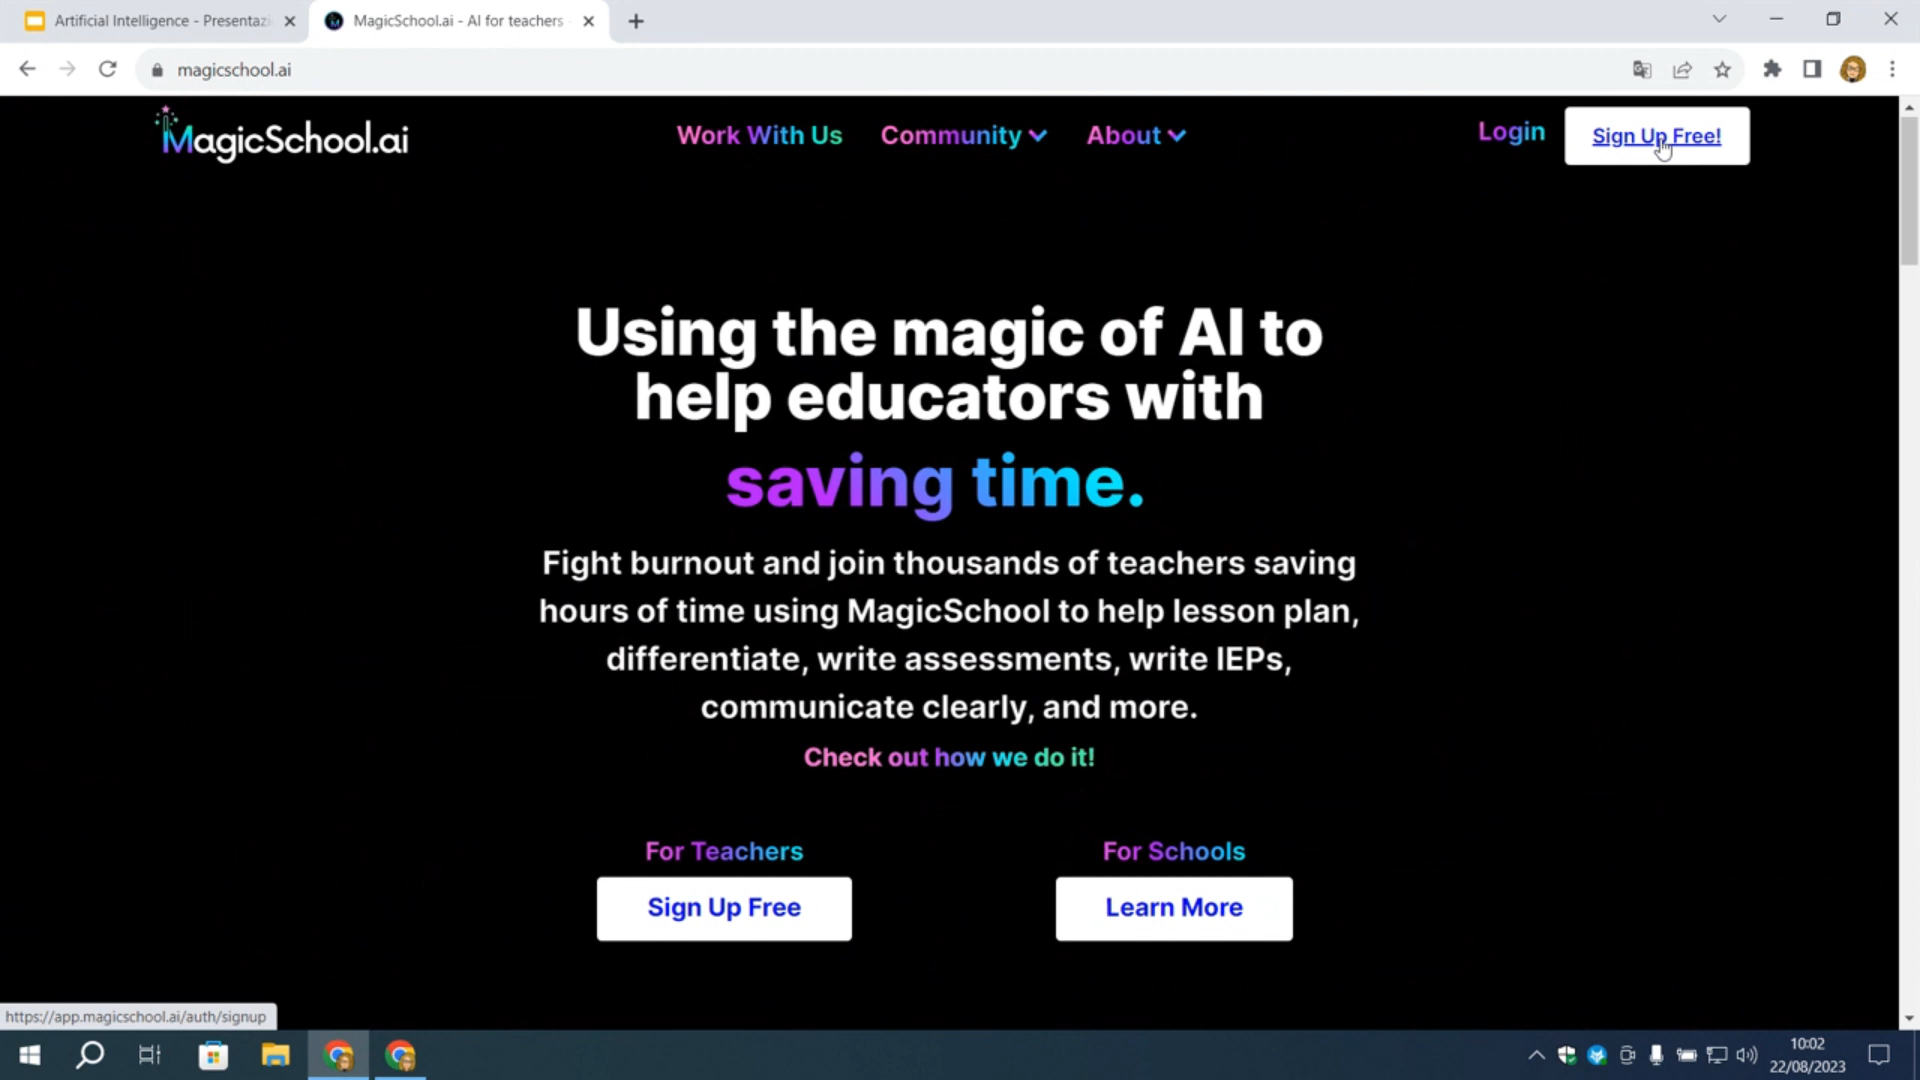 Artificial Intelligence - Presentazi
MagicSchool.ai - AI for teachers
magicschool.ai
MagicSchool.ai
Work With Us
Community
About
Login
Sign Up Free!
Using the magic of AI to
help educators with
saving time.
Fight burnout and join thousands of teachers saving
hours of time using MagicSchool to help lesson plan,
differentiate, write assessments, write IEPs,
communicate clearly, and more.
Check out how we do it!
For Teachers
For Schools
Sign Up Free
Learn More
https://app.magicschool.ai/auth/signup
10:02
22/08/2023